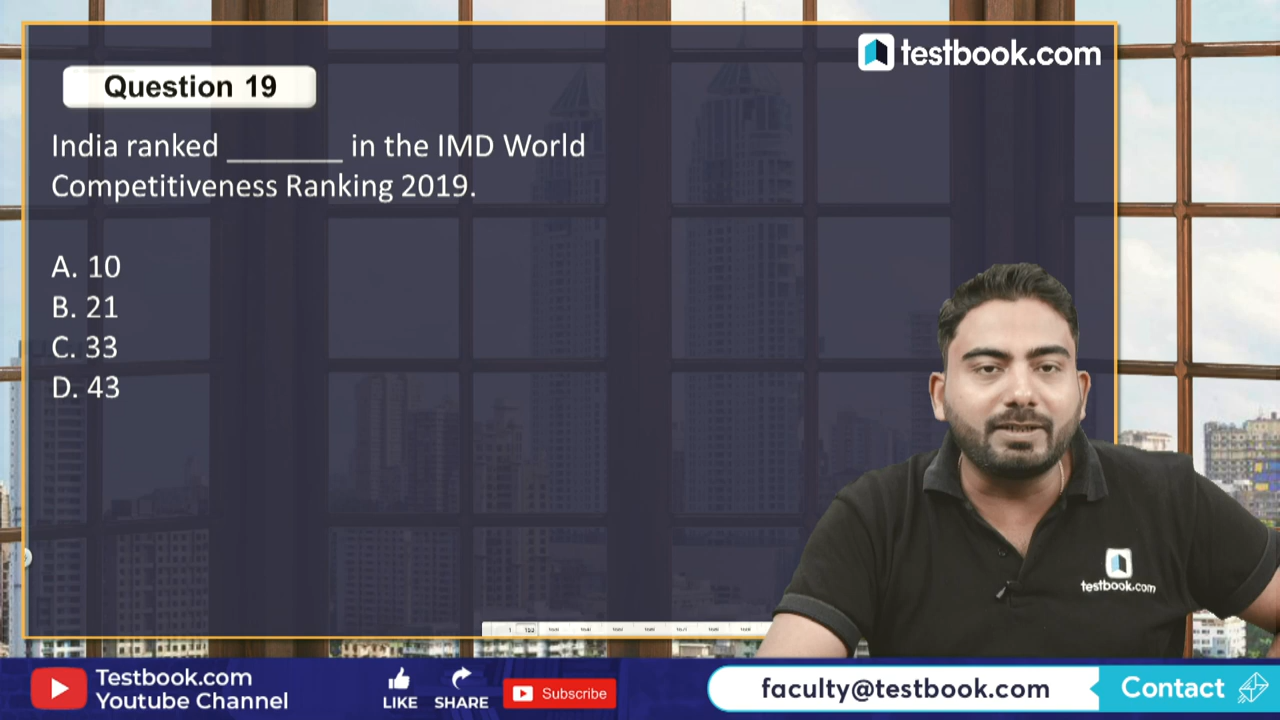 testbook.com
Question 19
India ranked _______ in the IMD World
Competitiveness Ranking 2019.
A. 10
B. 21
C. 33
D. 43
testbook.com
Testbook.com
Youtube Channel
LIKE
SHARE
Subscribe
faculty@testbook.com
Contact